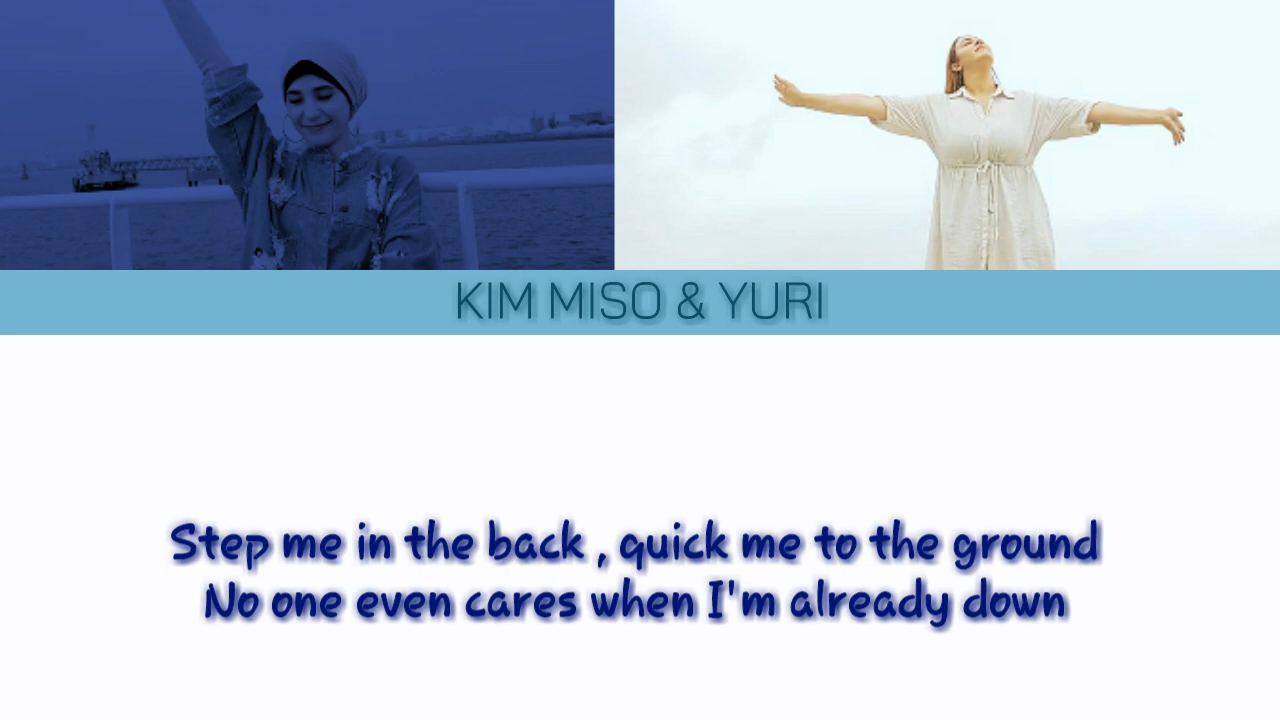 KIM MISO & YURI
Step me in the back , quick me to the ground
No one even cares when I'm already down